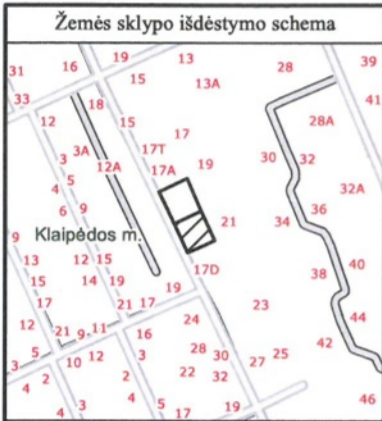 Žemės sklypo išdėstymo schema
39
19 13 28
31 16
15 13A
41
33 18
12 15 28A
17
3A 17T
3 12A 19 30 32
17A
5
4 32A
6 9 36
21 34
Klaipėdos m.
9
13 12 15 17D 40
38
15 14 19
19
17 21 17 23
44
12 24
21 9 11 16
42
5 28 30
3 10 12 3 27 25
22 32
2 2
4 46
4 3 4 5 17 19